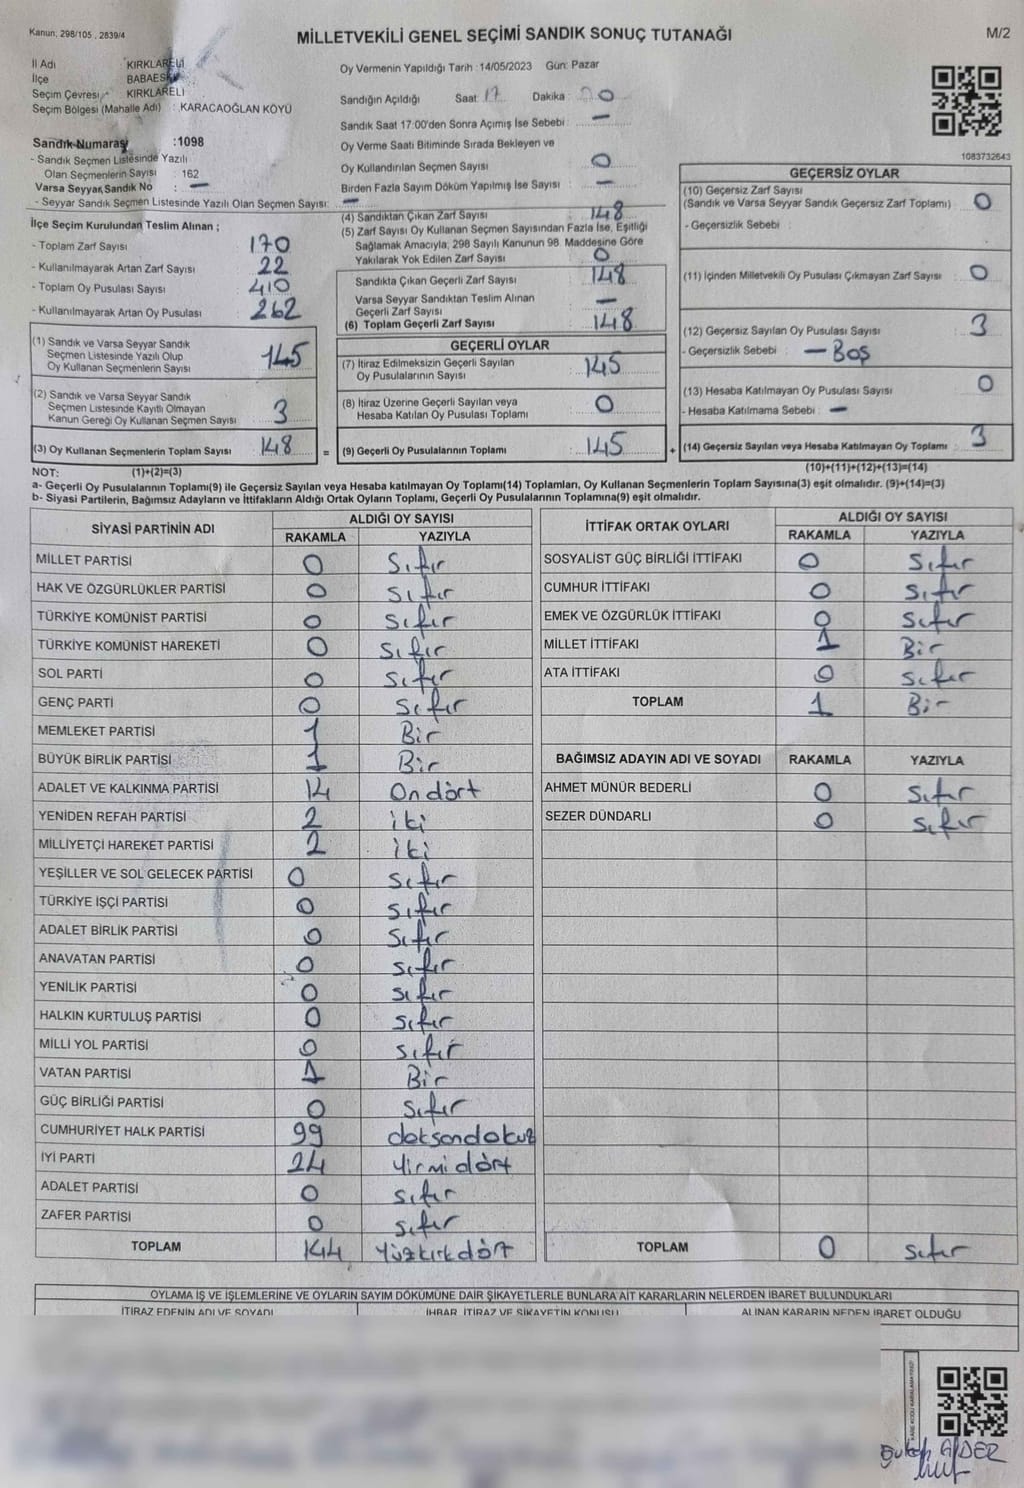 Kanun; 298/105 , 2839/4
MİLLETVEKİLİ GENEL SEÇİMİ SANDIK SONUÇ TUTANAĞI
M/2
İl Adı : KIRKLARELİ
İlçe : BABAESKİ
Seçim Çevresi : KIRKLARELİ
Seçim Bölgesi (Mahalle Adı) : KARACAOĞLAN KÖYÜ
Sandık Numarası :1098
- Sandık Seçmen Listesinde Yazılı
Olan Seçmenlerin Sayısı : 162
Varsa Seyyar Sandık No : —
- Seyyar Sandık Seçmen Listesinde Yazılı Olan Seçmen Sayısı: —
Oy Vermenin Yapıldığı Tarih :14/05/2023 Gün: Pazar
Sandığın Açıldığı Saat : 17 Dakika : 00
Sandık Saat 17:00'den Sonra Açımış İse Sebebi : —
Oy Verme Saati Bitiminde Sırada Bekleyen ve
Oy Kullandırılan Seçmen Sayısı : 0
Birden Fazla Sayım Döküm Yapılmış İse Sayısı : —
1083732643
İlçe Seçim Kurulundan Teslim Alınan ;
- Toplam Zarf Sayısı : 170
- Kullanılmayarak Artan Zarf Sayısı : 22
- Toplam Oy Pusulası Sayısı : 410
- Kullanılmayarak Artan Oy Pusulası : 262
(1) Sandık ve Varsa Seyyar Sandık
Seçmen Listesinde Yazılı Olup
Oy Kullanan Seçmenlerin Sayısı : 145
(2) Sandık ve Varsa Seyyar Sandık
Seçmen Listesinde Kayıtlı Olmayan
Kanun Gereği Oy Kullanan Seçmen Sayısı : 3
(3) Oy Kullanan Seçmenlerin Toplam Sayısı : 148
(4) Sandıktan Çıkan Zarf Sayısı : 148
(5) Zarf Sayısı Oy Kullanan Seçmen Sayısından Fazla İse, Eşitliği
Sağlamak Amacıyla, 298 Sayılı Kanunun 98. Maddesine Göre
Yakılarak Yok Edilen Zarf Sayısı : 0
Sandıkta Çıkan Geçerli Zarf Sayısı : 148
Varsa Seyyar Sandıktan Teslim Alınan
Geçerli Zarf Sayısı : —
(6) Toplam Geçerli Zarf Sayısı : 148
GEÇERLİ OYLAR
(7) İtiraz Edilmeksizin Geçerli Sayılan
Oy Pusulalarının Sayısı : 145
(8) İtiraz Üzerine Geçerli Sayılan veya
Hesaba Katılan Oy Pusulası Toplamı : 0
= (9) Geçerli Oy Pusulalarının Toplamı : 145
GEÇERSİZ OYLAR
(10) Geçersiz Zarf Sayısı
(Sandık ve Varsa Seyyar Sandık Geçersiz Zarf Toplamı) : 0
- Geçersizlik Sebebi :
(11) İçinden Milletvekili Oy Pusulası Çıkmayan Zarf Sayısı : 0
(12) Geçersiz Sayılan Oy Pusulası Sayısı : 3
- Geçersizlik Sebebi : — Boş
(13) Hesaba Katılmayan Oy Pusulası Sayısı : 0
- Hesaba Katılmama Sebebi : —
+ (14) Geçersiz Sayılan veya Hesaba Katılmayan Oy Toplamı : 3
NOT: (1)+(2)=(3)
(10)+(11)+(12)+(13)=(14)
a- Geçerli Oy Pusulalarının Toplamı(9) ile Geçersiz Sayılan veya Hesaba katılmayan Oy Toplamı(14) Toplamları, Oy Kullanan Seçmenlerin Toplam Sayısına(3) eşit olmalıdır. (9)+(14)=(3)
b- Siyasi Partilerin, Bağımsız Adayların ve İttifakların Aldığı Ortak Oyların Toplamı, Geçerli Oy Pusulalarının Toplamına(9) eşit olmalıdır.
SİYASİ PARTİNİN ADI ALDIĞI OY SAYISI
RAKAMLA YAZIYLA
MİLLET PARTİSİ 0 Sıfır
HAK VE ÖZGÜRLÜKLER PARTİSİ 0 Sıfır
TÜRKİYE KOMÜNİST PARTİSİ 0 Sıfır
TÜRKİYE KOMÜNİST HAREKETİ 0 Sıfır
SOL PARTİ 0 Sıfır
GENÇ PARTİ 0 Sıfır
MEMLEKET PARTİSİ 1 Bir
BÜYÜK BİRLİK PARTİSİ 1 Bir
ADALET VE KALKINMA PARTİSİ 14 Ondört
YENİDEN REFAH PARTİSİ 2 iki
MİLLİYETÇİ HAREKET PARTİSİ 2 iki
YEŞİLLER VE SOL GELECEK PARTİSİ 0 Sıfır
TÜRKİYE İŞÇİ PARTİSİ 0 Sıfır
ADALET BİRLİK PARTİSİ 0 Sıfır
ANAVATAN PARTİSİ 0 Sıfır
YENİLİK PARTİSİ 0 Sıfır
HALKIN KURTULUŞ PARTİSİ 0 Sıfır
MİLLİ YOL PARTİSİ 0 Sıfır
VATAN PARTİSİ 1 Bir
GÜÇ BİRLİĞİ PARTİSİ 0 Sıfır
CUMHURİYET HALK PARTİSİ 99 doksandokuz
İYİ PARTİ 24 Yirmidört
ADALET PARTİSİ 0 sıfır
ZAFER PARTİSİ 0 sıfır
TOPLAM 144 Yüzkırkdört
İTTİFAK ORTAK OYLARI ALDIĞI OY SAYISI
RAKAMLA YAZIYLA
SOSYALİST GÜÇ BİRLİĞİ İTTİFAKI 0 Sıfır
CUMHUR İTTİFAKI 0 Sıfır
EMEK VE ÖZGÜRLÜK İTTİFAKI 0 Sıfır
MİLLET İTTİFAKI 1 Bir
ATA İTTİFAKI 0 Sıfır
TOPLAM 1 Bir
BAĞIMSIZ ADAYIN ADI VE SOYADI RAKAMLA YAZIYLA
AHMET MÜNÜR BEDERLİ 0 Sıfır
SEZER DÜNDARLI 0 sıfır
TOPLAM 0 Sıfır
OYLAMA İŞ VE İŞLEMLERİNE VE OYLARIN SAYIM DÖKÜMÜNE DAİR ŞİKAYETLERLE BUNLARA AİT KARARLARIN NELERDEN İBARET BULUNDUKLARI
İTİRAZ EDENİN ADI VE SOYADI İHBAR, İTİRAZ VE ŞİKAYETİN KONUSU ALINAN KARARIN NEDEN İBARET OLDUĞU